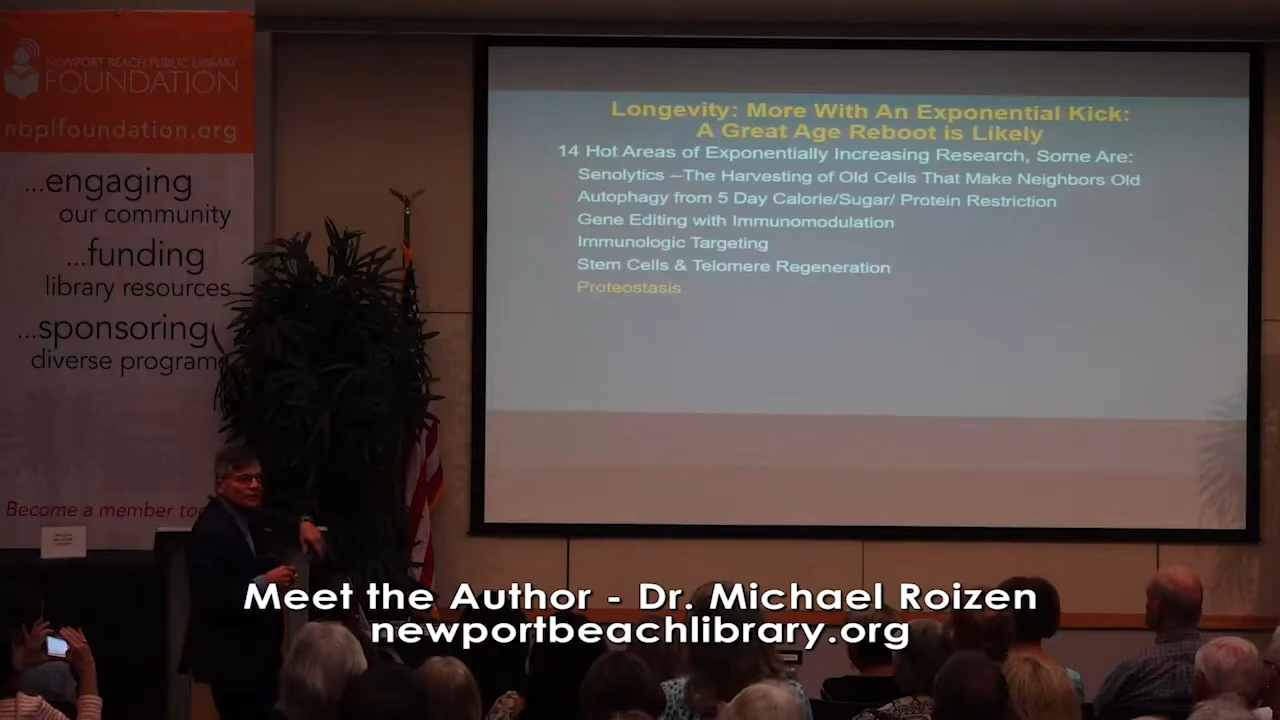 NEWPORT BEACH PUBLIC LIBRARY
FOUNDATION
nbplfoundation.org
...engaging
our community
...funding
library resources
...sponsoring
diverse program
Become a member
Longevity: More With An Exponential Kick:
A Great Age Reboot is Likely
14 Hot Areas of Exponentially Increasing Research, Some Are:
Senolytics –The Harvesting of Old Cells That Make Neighbors Old
Autophagy from 5 Day Calorie/Sugar/ Protein Restriction
Gene Editing with Immunomodulation
Immunologic Targeting
Stem Cells & Telomere Regeneration
Proteostasis
Meet the Author - Dr. Michael Roizen
newportbeachlibrary.org